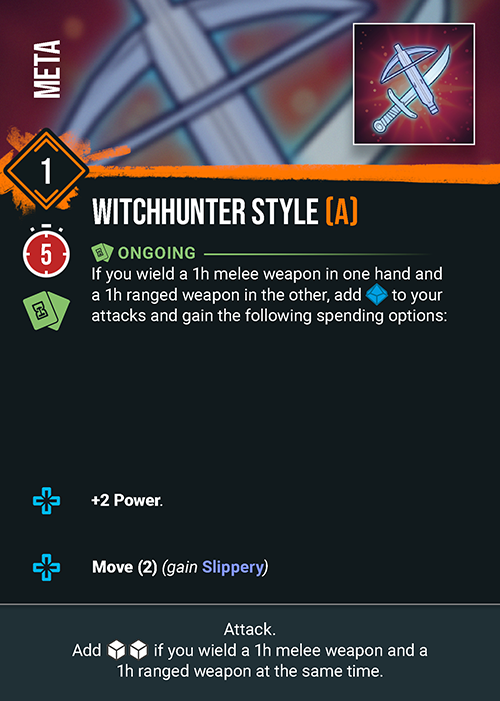 META
1
WITCHHUNTER STYLE (A)
5
ONGOING
If you wield a 1h melee weapon in one hand and
a 1h ranged weapon in the other, add to your
attacks and gain the following spending options:
+2 Power.
Move (2) (gain Slippery)
Attack.
Add if you wield a 1h melee weapon and a
1h ranged weapon at the same time.